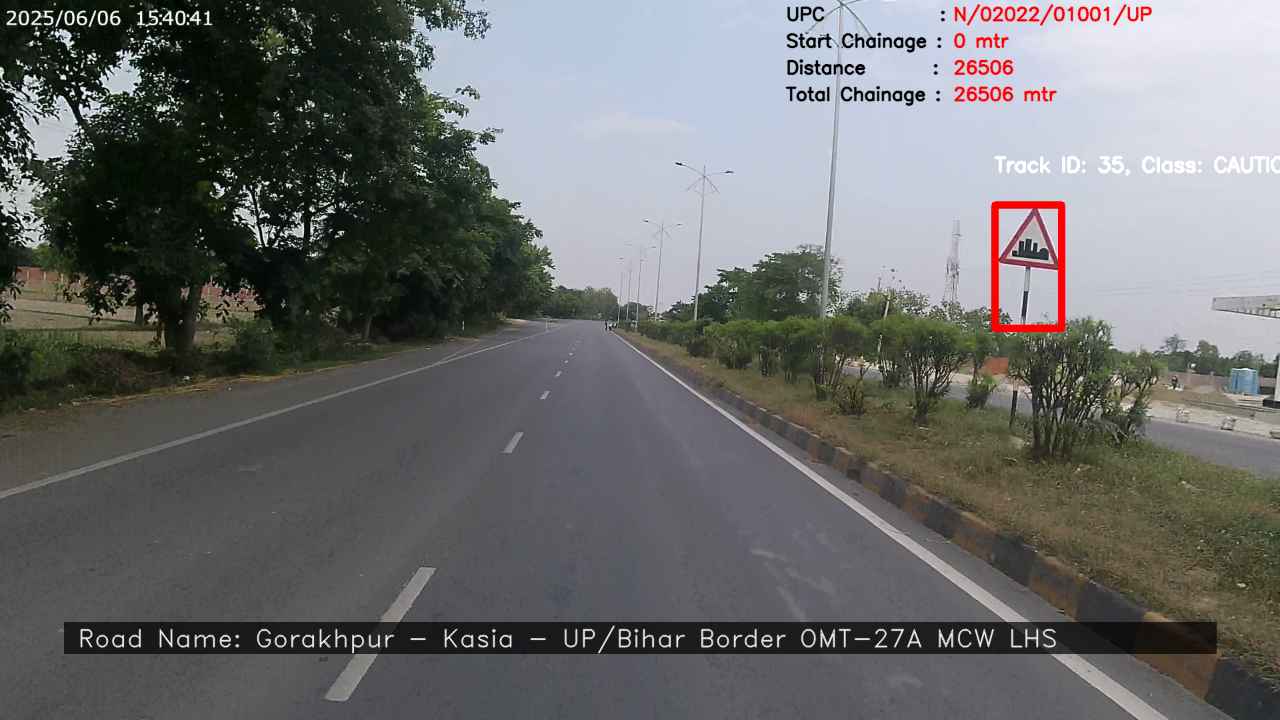 2025/06/06 15:40:41
UPC : N/02022/01001/UP
Start Chainage : 0 mtr
Distance : 26506
Total Chainage : 26506 mtr
Track ID: 35, Class: CAUTIO
Road Name: Gorakhpur - Kasia - UP/Bihar Border OMT-27A MCW LHS